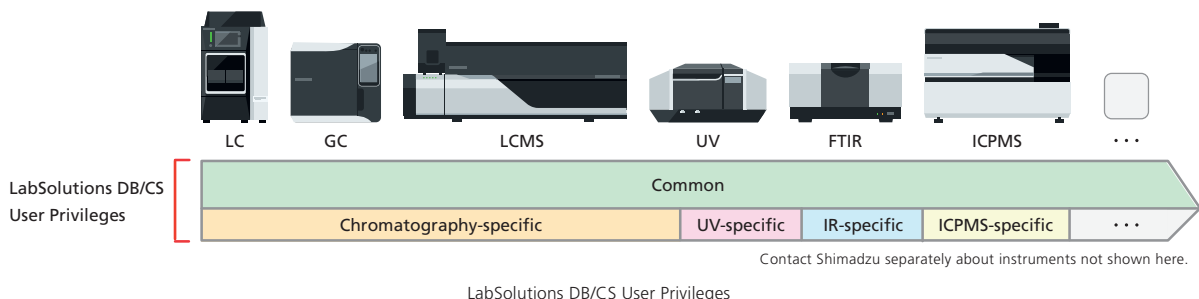 LC GC LCMS UV FTIR ICPMS ···
LabSolutions DB/CS
User Privileges
Common
Chromatography-specific UV-specific IR-specific ICPMS-specific ···
Contact Shimadzu separately about instruments not shown here.
LabSolutions DB/CS User Privileges